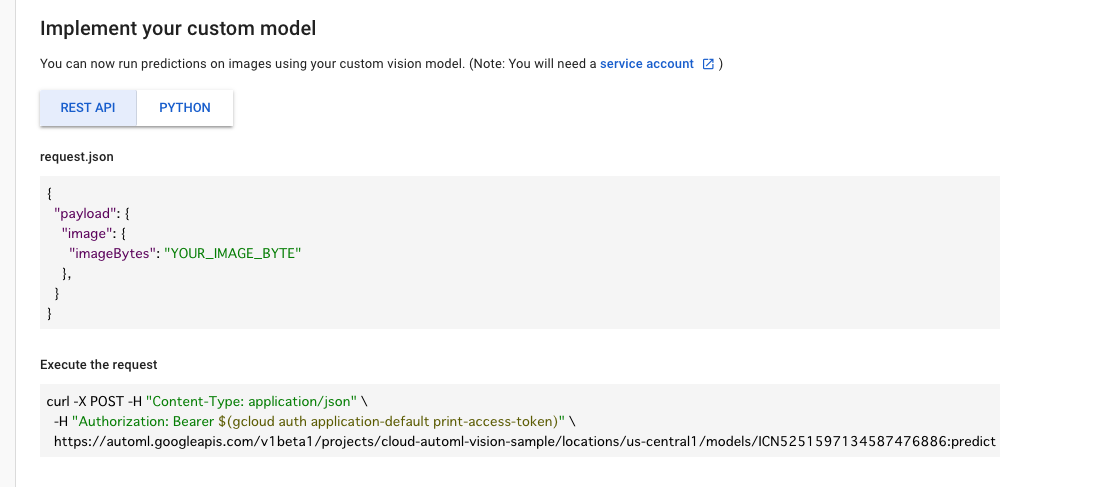 Implement your custom model
You can now run predictions on images using your custom vision model. (Note: You will need a service account )
REST API PYTHON
request.json
{
"payload": {
"image": {
"imageBytes": "YOUR_IMAGE_BYTE"
},
}
}
Execute the request
curl -X POST -H "Content-Type: application/json" \
-H "Authorization: Bearer $(gcloud auth application-default print-access-token)" \
https://automl.googleapis.com/v1beta1/projects/cloud-automl-vision-sample/locations/us-central1/models/ICN5251597134587476886:predict